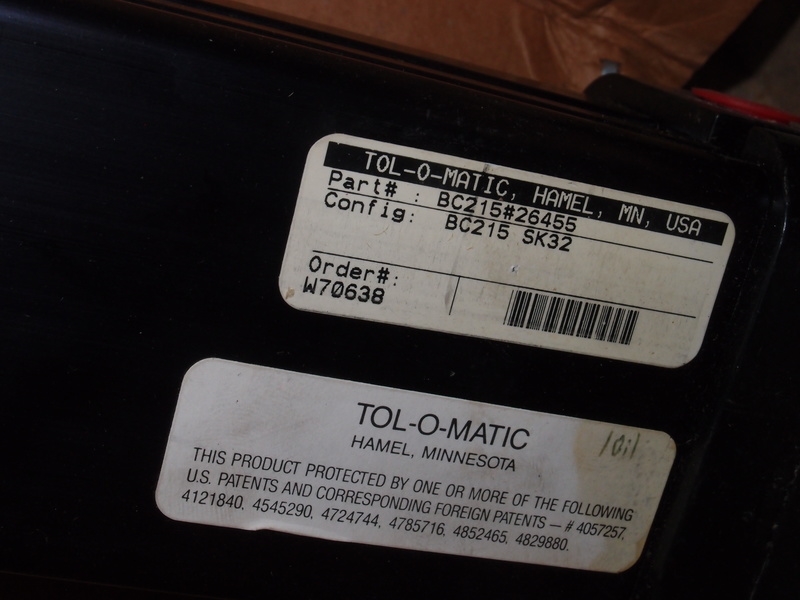 TOL-O-MATIC, HAMEL, MN, USA
Part# : BC215#26455
Config: BC215 SK32
Order#:
W70638
TOL-O-MATIC
HAMEL, MINNESOTA
THIS PRODUCT PROTECTED BY ONE OR MORE OF THE FOLLOWING
U.S. PATENTS AND CORRESPONDING FOREIGN PATENTS — # 4057257,
4121840, 4545290, 4724744, 4785716, 4852465, 4829880.